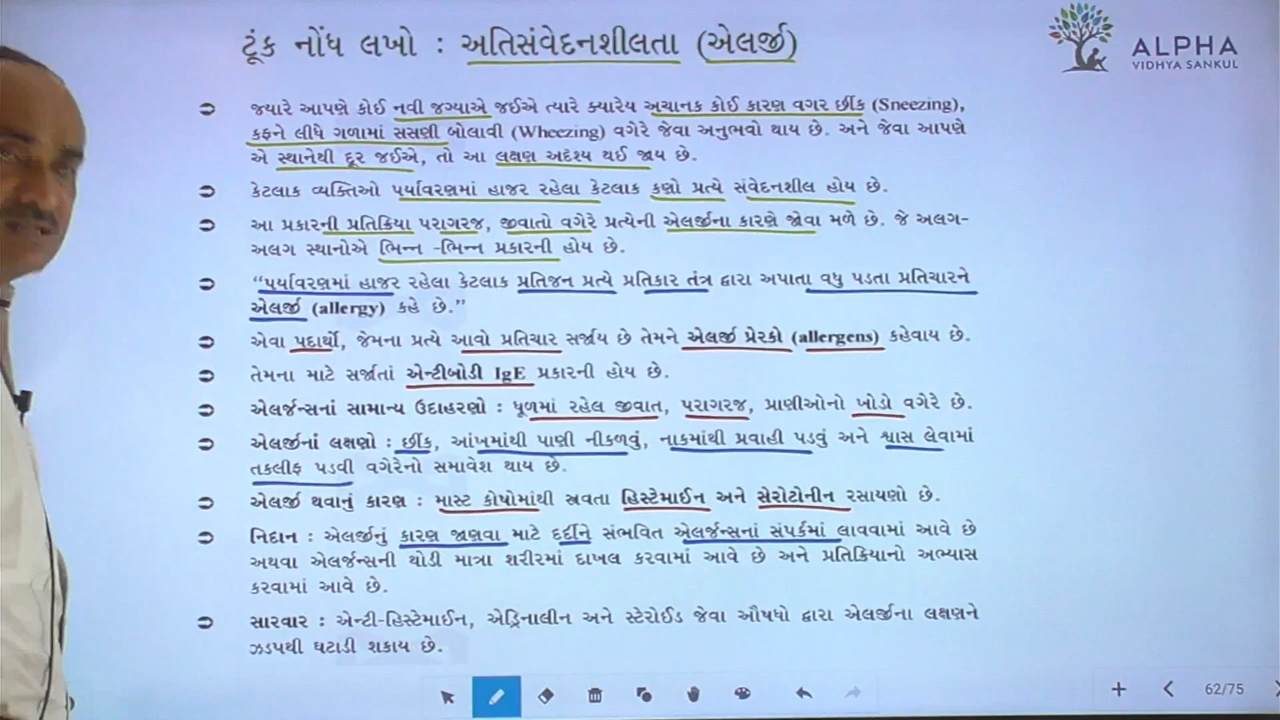 ટૂંક નોંધ લખો : અતિસંવેદનશીલતા (એલર્જી)
ALPHA
VIDHYA SANKUL
➲ જ્યારે આપણે કોઈ નવી જગ્યાએ જઈએ ત્યારે ક્યારેય અચાનક કોઈ કારણ વગર છીંક (Sneezing),
કફને લીધે ગળામાં સસણી બોલાવી (Wheezing) વગેરે જેવા અનુભવો થાય છે. અને જેવા આપણે
એ સ્થાનેથી દૂર જઈએ, તો આ લક્ષણ અદૃશ્ય થઈ જાય છે.
➲ કેટલાક વ્યક્તિઓ પર્યાવરણમાં હાજર રહેલા કેટલાક કણો પ્રત્યે સંવેદનશીલ હોય છે.
➲ આ પ્રકારની પ્રતિક્રિયા પરાગરજ, જીવાતો વગેરે પ્રત્યેની એલર્જીના કારણે જોવા મળે છે. જે અલગ-
અલગ સ્થાનોએ ભિન્ન -ભિન્ન પ્રકારની હોય છે.
➲ “પર્યાવરણમાં હાજર રહેલા કેટલાક પ્રતિજન પ્રત્યે પ્રતિકાર તંત્ર દ્વારા અપાતા વધુ પડતા પ્રતિચારને
એલર્જી (allergy) કહે છે.”
➲ એવા પદાર્થો, જેમના પ્રત્યે આવો પ્રતિચાર સર્જાય છે તેમને એલર્જી પ્રેરકો (allergens) કહેવાય છે.
➲ તેમના માટે સર્જાતાં એન્ટીબોડી IgE પ્રકારની હોય છે.
➲ એલર્જન્સનાં સામાન્ય ઉદાહરણો : ધૂળમાં રહેલ જીવાત, પરાગરજ, પ્રાણીઓનો ખોડો વગેરે છે.
➲ એલર્જીનાં લક્ષણો : છીંક, આંખમાંથી પાણી નીકળવું, નાકમાંથી પ્રવાહી પડવું અને શ્વાસ લેવામાં
તકલીફ પડવી વગેરેનો સમાવેશ થાય છે.
➲ એલર્જી થવાનું કારણ : માસ્ટ કોષોમાંથી સ્રવતા હિસ્ટેમાઈન અને સેરોટોનીન રસાયણો છે.
➲ નિદાન : એલર્જીનું કારણ જાણવા માટે દર્દીને સંભવિત એલર્જન્સનાં સંપર્કમાં લાવવામાં આવે છે
અથવા એલર્જન્સની થોડી માત્રા શરીરમાં દાખલ કરવામાં આવે છે અને પ્રતિક્રિયાનો અભ્યાસ
કરવામાં આવે છે.
➲ સારવાર : એન્ટી-હિસ્ટેમાઈન, એડ્રિનાલીન અને સ્ટેરોઈડ જેવા ઔષધો દ્વારા એલર્જીના લક્ષણને
ઝડપથી ઘટાડી શકાય છે.
62/75